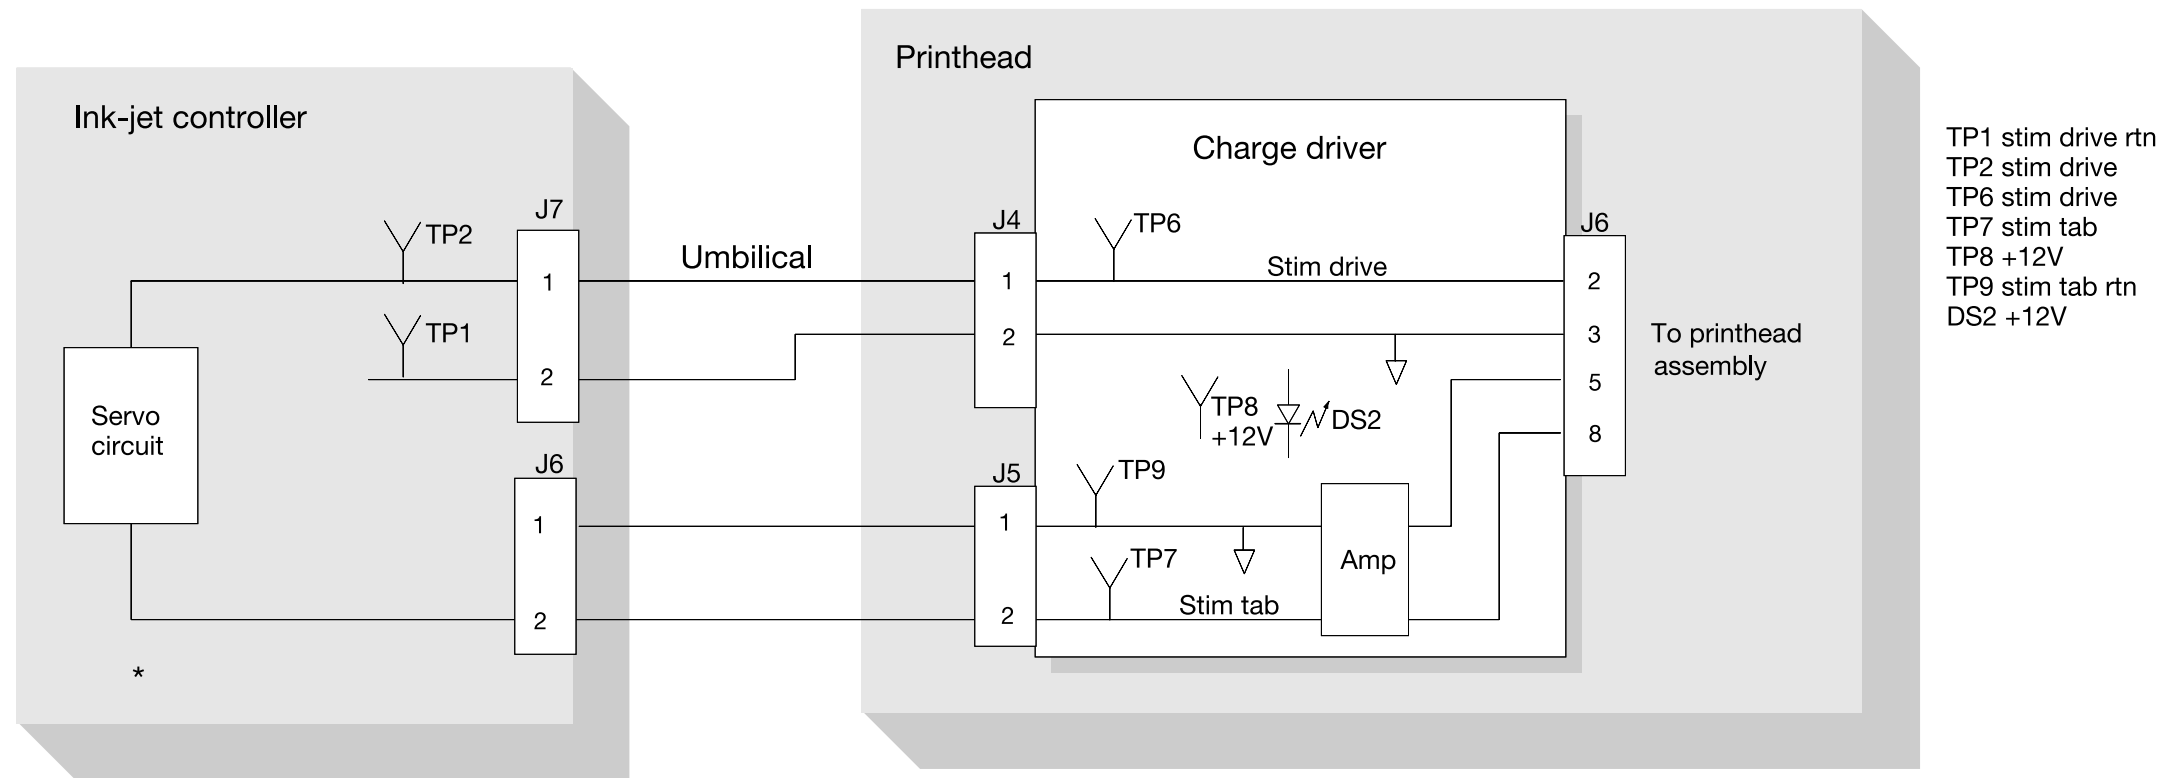 Printhead
Ink-jet controller
Charge driver
TP1 stim drive rtn
TP2 stim drive
TP6 stim drive
TP7 stim tab
TP8 +12V
TP9 stim tab rtn
DS2 +12V
J7
TP2
1
TP1
2
Umbilical
J4
1
2
TP6
Stim drive
J6
2
3
5
8
To printhead
assembly
TP8
+12V
DS2
Servo
circuit
J6
1
2
J5
1
2
TP9
TP7
Stim tab
Amp
*